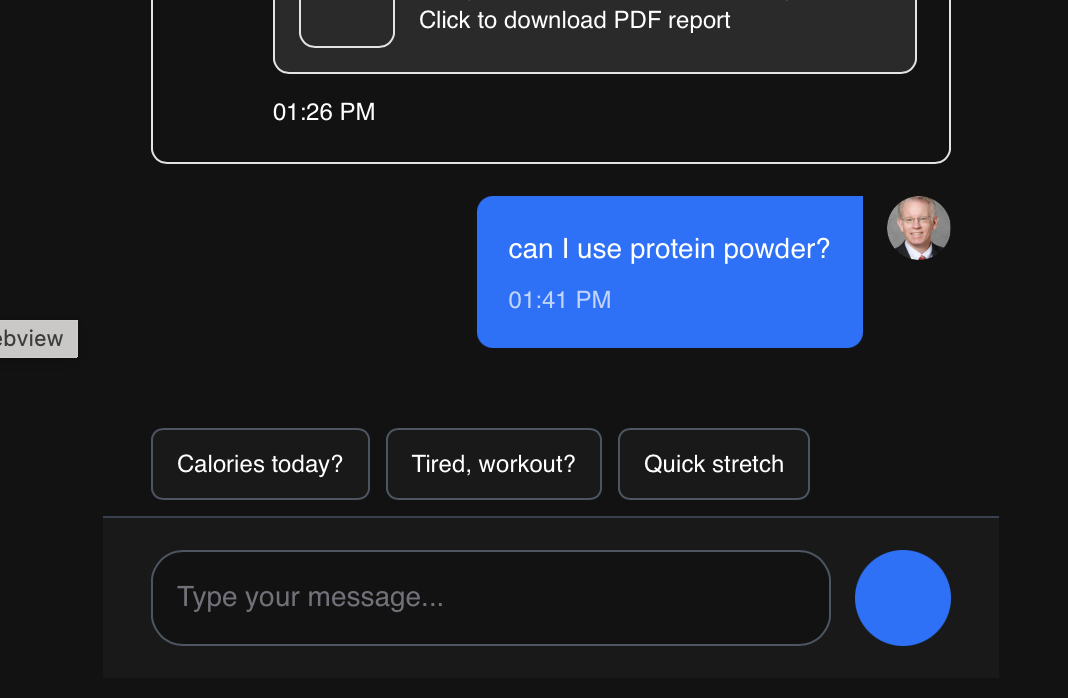 Click to download PDF report
01:26 PM
can I use protein powder?
01:41 PM
ebview
Calories today?
Tired, workout?
Quick stretch
Type your message...